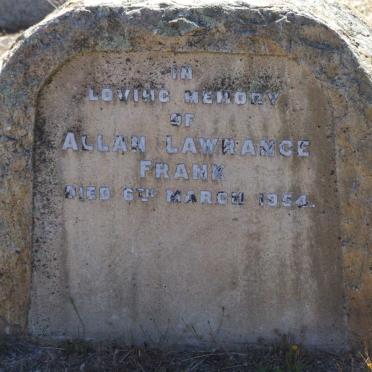 IN
LOVING MEMORY
OF
ALLAN LAWRANCE
FRANK
DIED 6TH MARCH 1954.